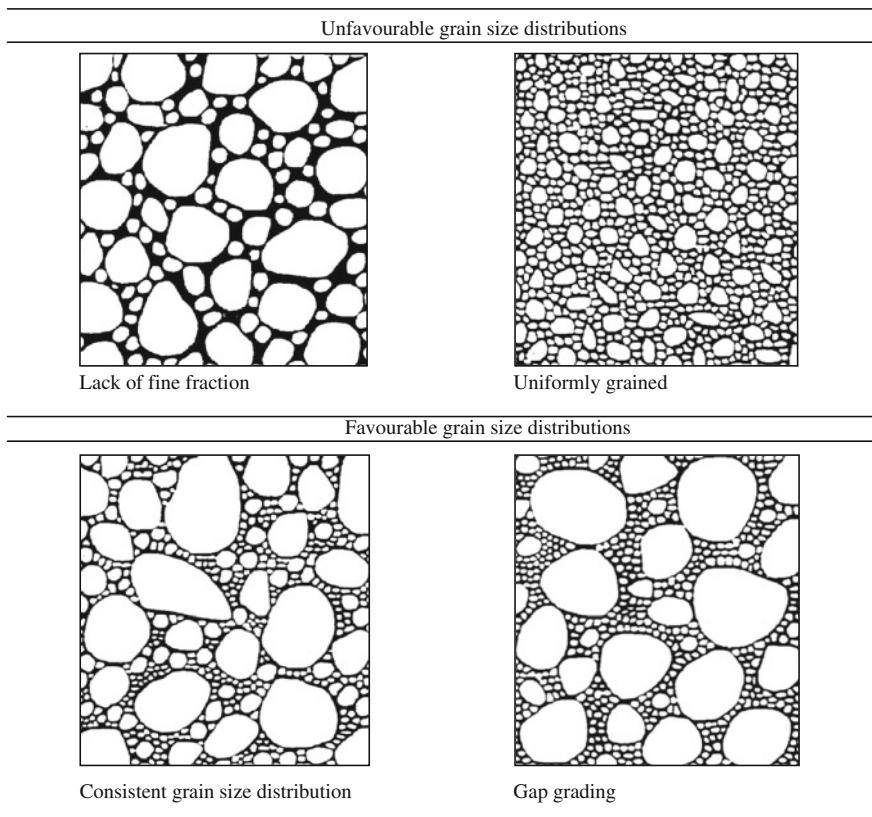 Unfavourable grain size distributions
Lack of fine fraction
Uniformly grained
Favourable grain size distributions
Consistent grain size distribution
Gap grading